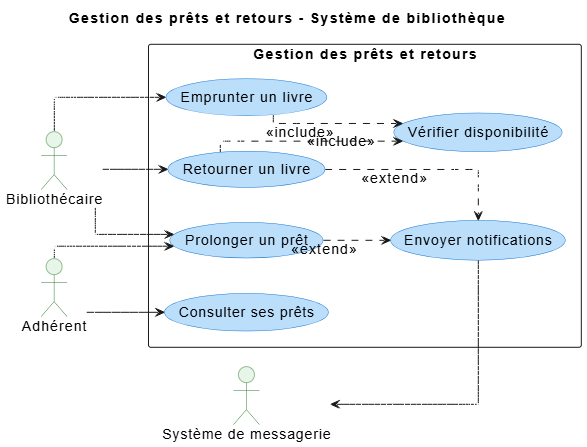 Gestion des prêts et retours - Système de bibliothèque
Gestion des prêts et retours
Emprunter un livre
«include»
Vérifier disponibilité
«include»
Retourner un livre
«extend»
Bibliothécaire
Prolonger un prêt
«extend»
Envoyer notifications
Adhérent
Consulter ses prêts
Système de messagerie